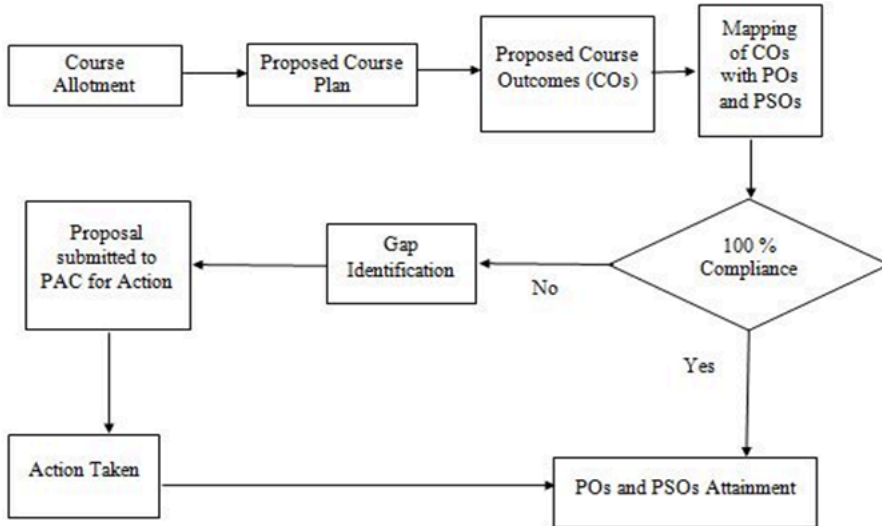 Course
Allotment
Proposed Course
Plan
Proposed Course
Outcomes (COs)
Mapping
of COs
with POs
and PSOs
100 %
Compliance
No
Yes
Gap
Identification
Proposal
submitted to
PAC for Action
Action Taken
POs and PSOs Attainment